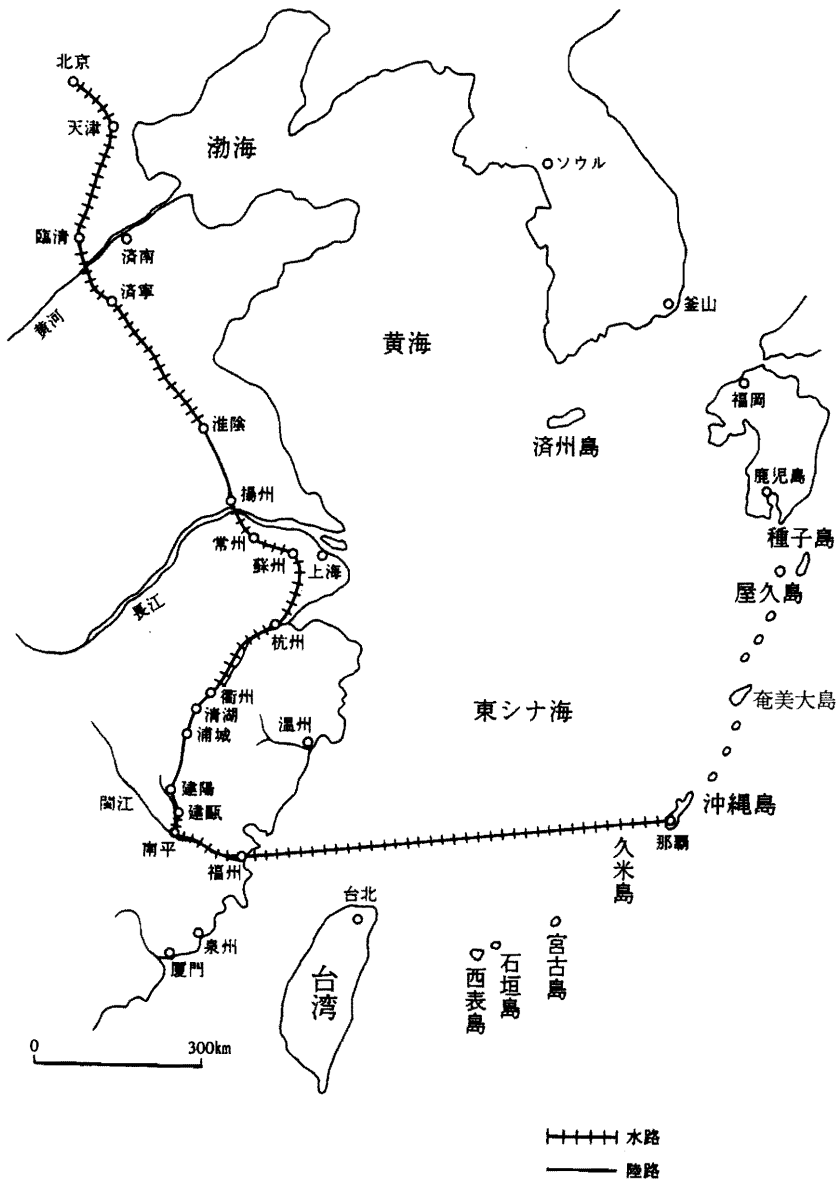 北京
天津
渤海
ソウル
臨清
済南
済寧
黄河
釜山
黄海
福岡
淮陰
済州島
鹿児島
揚州
種子島
常州
蘇州
上海
屋久島
長江
杭州
衢州
清湖
東シナ海
奄美大島
温州
浦城
建陽
閩江
建甌
沖縄島
南平
福州
那覇
久米島
台北
泉州
厦門
台湾
宮古島
石垣島
西表島
0 300km
水路
陸路